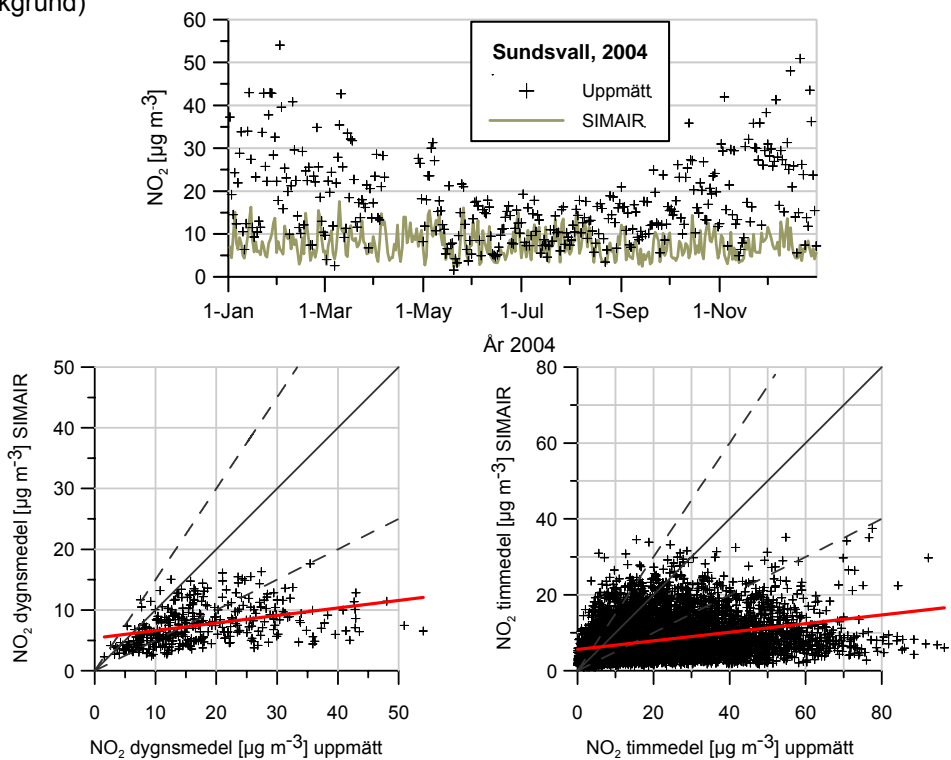 kgrund)
60
50
40
30
20
10
0
NO2 [µg m-3]
Sundsvall, 2004
Uppmätt
SIMAIR
1-Jan 1-Mar 1-May 1-Jul 1-Sep 1-Nov
År 2004
50
40
30
20
10
0
NO2 dygnsmedel [µg m-3] SIMAIR
0 10 20 30 40 50
NO2 dygnsmedel [µg m-3] uppmätt
80
60
40
20
0
NO2 timmedel [µg m-3] SIMAIR
0 20 40 60 80
NO2 timmedel [µg m-3] uppmätt